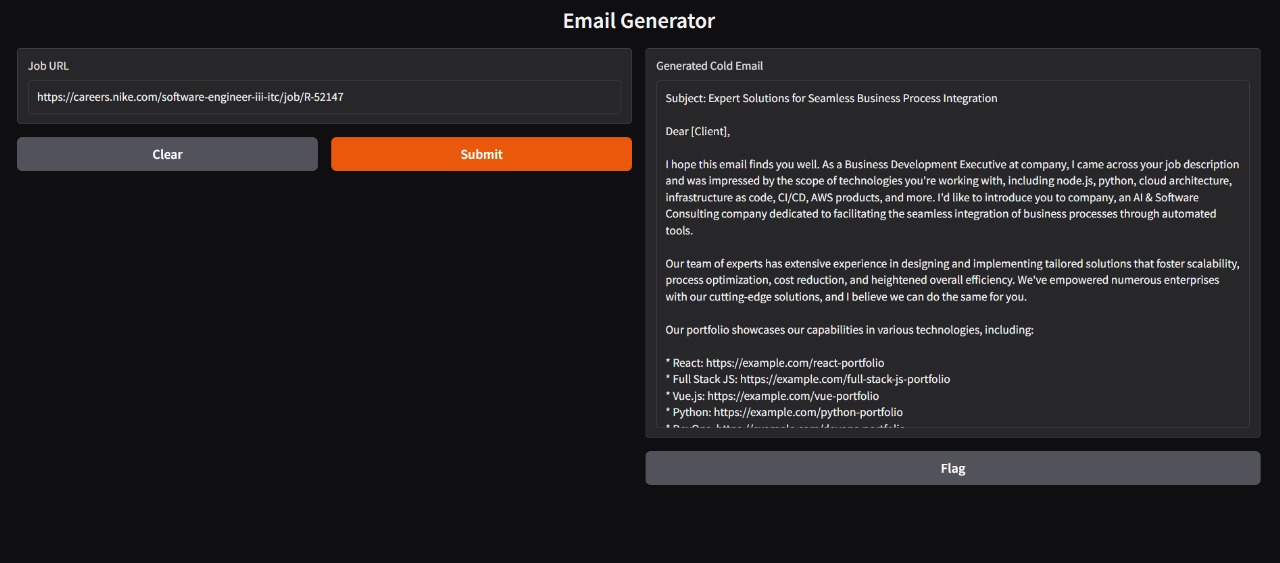 Email Generator
Job URL
https://careers.nike.com/software-engineer-iii-itc/job/R-52147
Clear
Submit
Generated Cold Email
Subject: Expert Solutions for Seamless Business Process Integration
Dear [Client],
I hope this email finds you well. As a Business Development Executive at company, I came across your job description
and was impressed by the scope of technologies you're working with, including node.js, python, cloud architecture,
infrastructure as code, CI/CD, AWS products, and more. I'd like to introduce you to company, an AI & Software
Consulting company dedicated to facilitating the seamless integration of business processes through automated
tools.
Our team of experts has extensive experience in designing and implementing tailored solutions that foster scalability,
process optimization, cost reduction, and heightened overall efficiency. We've empowered numerous enterprises
with our cutting-edge solutions, and I believe we can do the same for you.
Our portfolio showcases our capabilities in various technologies, including:
* React: https://example.com/react-portfolio
* Full Stack JS: https://example.com/full-stack-js-portfolio
* Vue.js: https://example.com/vue-portfolio
* Python: https://example.com/python-portfolio
* DevOps: https://example.com/devops-portfolio
Flag